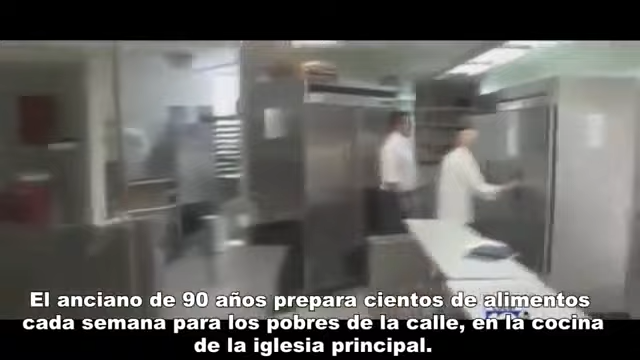 El anciano de 90 años prepara cientos de alimentos
cada semana para los pobres de la calle, en la cocina
de la iglesia principal.